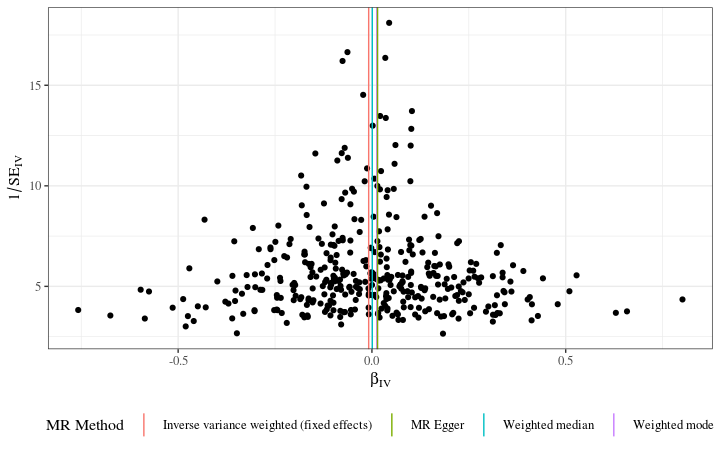 15
10
5
1/SE_IV
-0.5
0.0
0.5
β_IV
MR Method
Inverse variance weighted (fixed effects)
MR Egger
Weighted median
Weighted mode